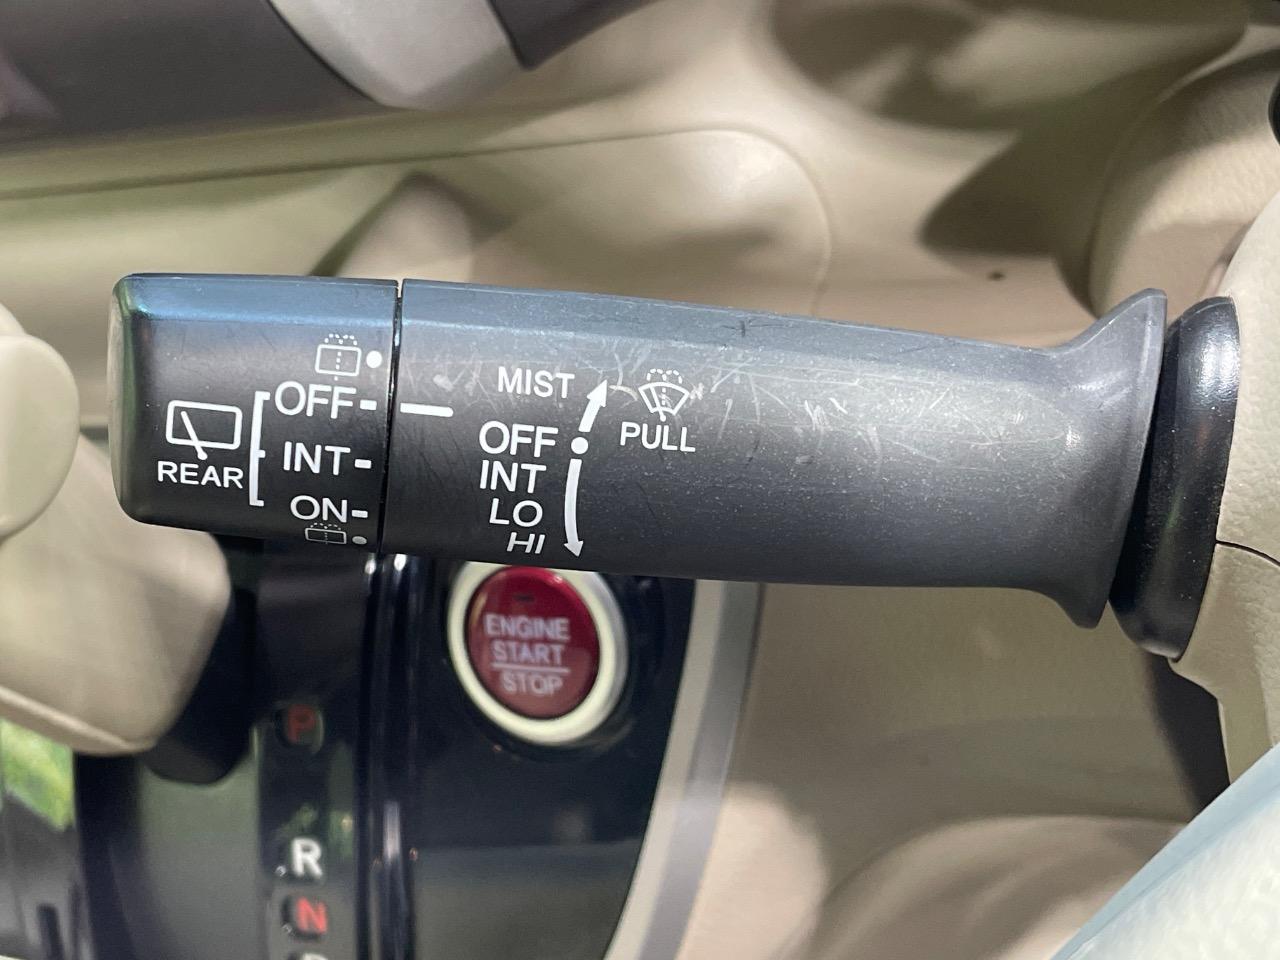 OFF
INT
ON
REAR
MIST
OFF
INT
LO
HI
PULL
ENGINE
START
STOP
P
R
N